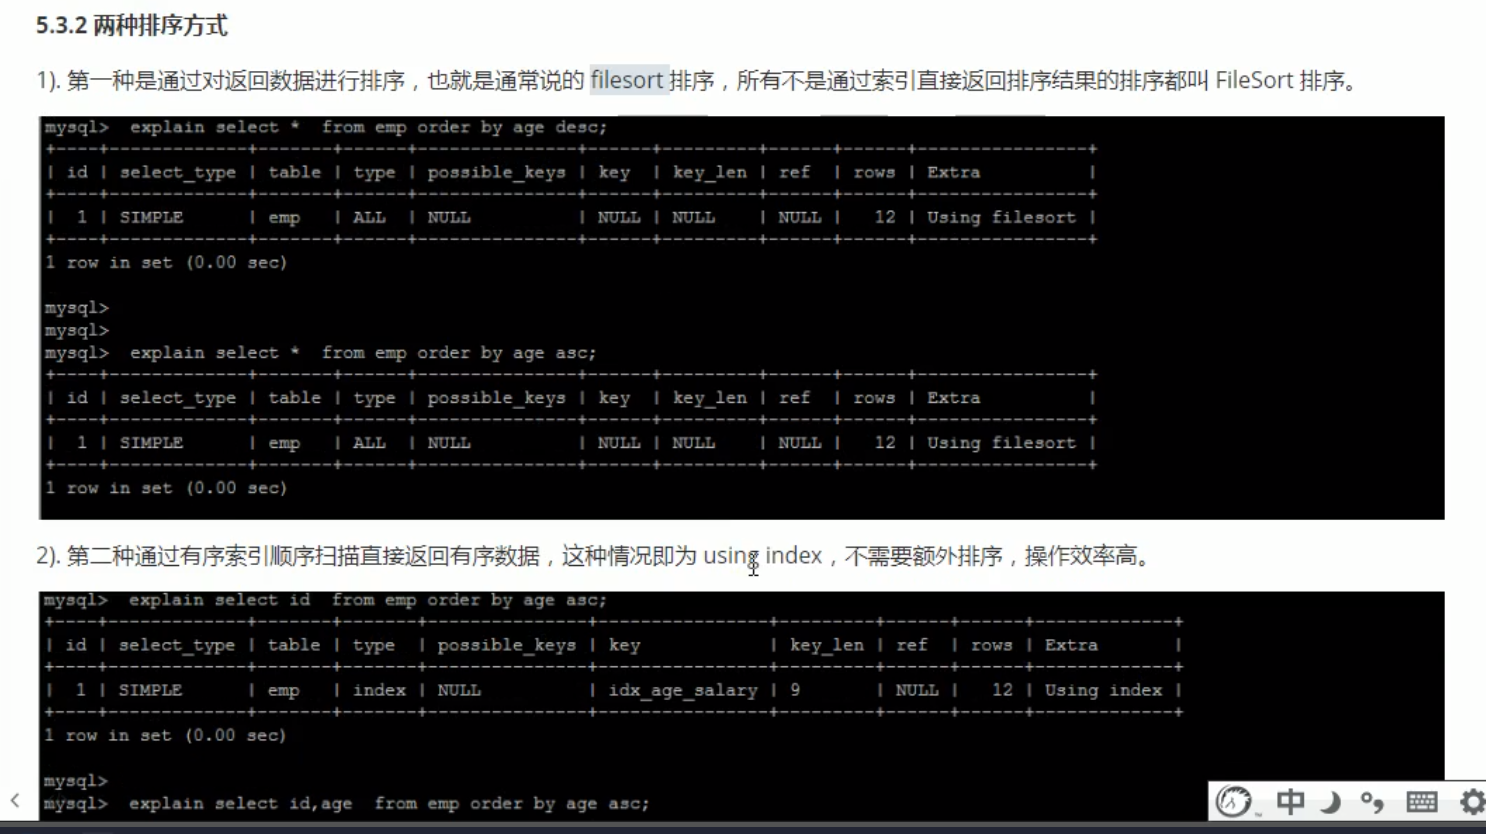 5.3.2 两种排序方式
1). 第一种是通过对返回数据进行排序，也就是通常说的 filesort 排序，所有不是通过索引直接返回排序结果的排序都叫 FileSort 排序。
mysql>  explain select *  from emp order by age desc;
+----+-------------+-------+------+---------------+------+---------+------+------+----------------+
| id | select_type | table | type | possible_keys | key  | key_len | ref  | rows | Extra          |
+----+-------------+-------+------+---------------+------+---------+------+------+----------------+
|  1 | SIMPLE      | emp   | ALL  | NULL          | NULL | NULL    | NULL |   12 | Using filesort |
+----+-------------+-------+------+---------------+------+---------+------+------+----------------+
1 row in set (0.00 sec)
mysql>
mysql>
mysql>  explain select *  from emp order by age asc;
+----+-------------+-------+------+---------------+------+---------+------+------+----------------+
| id | select_type | table | type | possible_keys | key  | key_len | ref  | rows | Extra          |
+----+-------------+-------+------+---------------+------+---------+------+------+----------------+
|  1 | SIMPLE      | emp   | ALL  | NULL          | NULL | NULL    | NULL |   12 | Using filesort |
+----+-------------+-------+------+---------------+------+---------+------+------+----------------+
1 row in set (0.00 sec)
2). 第二种通过有序索引顺序扫描直接返回有序数据，这种情况即为 using index，不需要额外排序，操作效率高。
mysql>  explain select id  from emp order by age asc;
+----+-------------+-------+-------+---------------+----------------+---------+------+------+-------------+
| id | select_type | table | type  | possible_keys | key            | key_len | ref  | rows | Extra       |
+----+-------------+-------+-------+---------------+----------------+---------+------+------+-------------+
|  1 | SIMPLE      | emp   | index | NULL          | idx_age_salary | 9       | NULL |   12 | Using index |
+----+-------------+-------+-------+---------------+----------------+---------+------+------+-------------+
1 row in set (0.00 sec)
mysql>
mysql>  explain select id,age  from emp order by age asc;
中